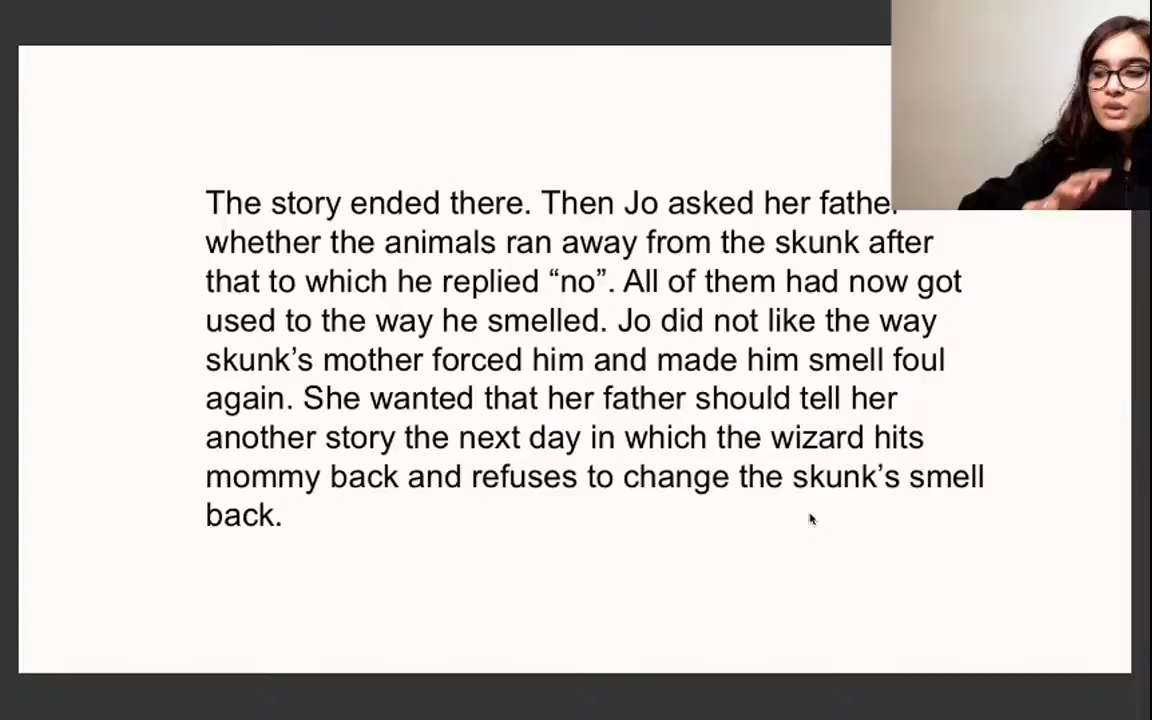 The story ended there. Then Jo asked her father
whether the animals ran away from the skunk after
that to which he replied “no”. All of them had now got
used to the way he smelled. Jo did not like the way
skunk’s mother forced him and made him smell foul
again. She wanted that her father should tell her
another story the next day in which the wizard hits
mommy back and refuses to change the skunk’s smell
back.